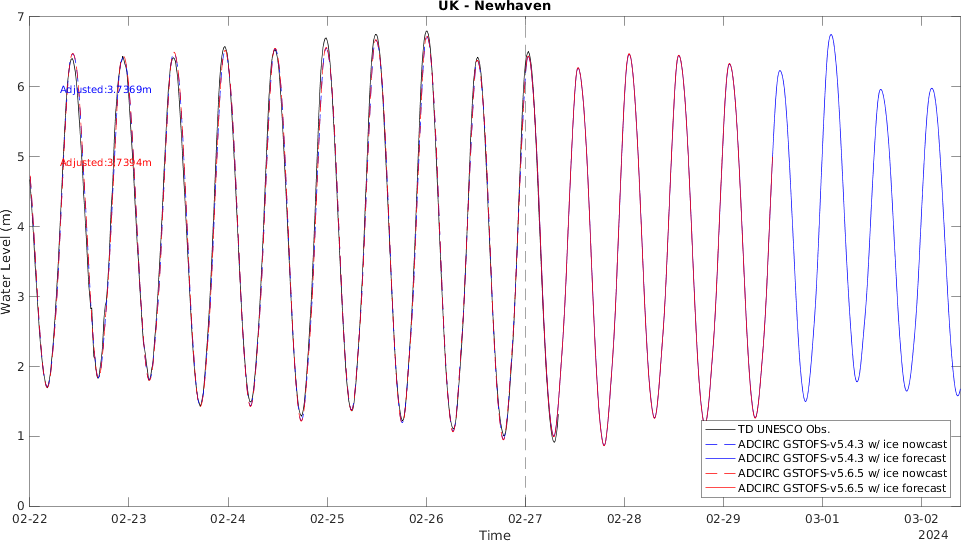 UK - Newhaven
7
6
5
4
3
2
1
0
Water Level (m)
Adjusted:3.7369m
Adjusted:3.7394m
TD UNESCO Obs.
ADCIRC GSTOFS-v5.4.3 w/ ice nowcast
ADCIRC GSTOFS-v5.4.3 w/ ice forecast
ADCIRC GSTOFS-v5.6.5 w/ ice nowcast
ADCIRC GSTOFS-v5.6.5 w/ ice forecast
02-22 02-23 02-24 02-25 02-26 02-27 02-28 02-29 03-01 03-02
Time
2024